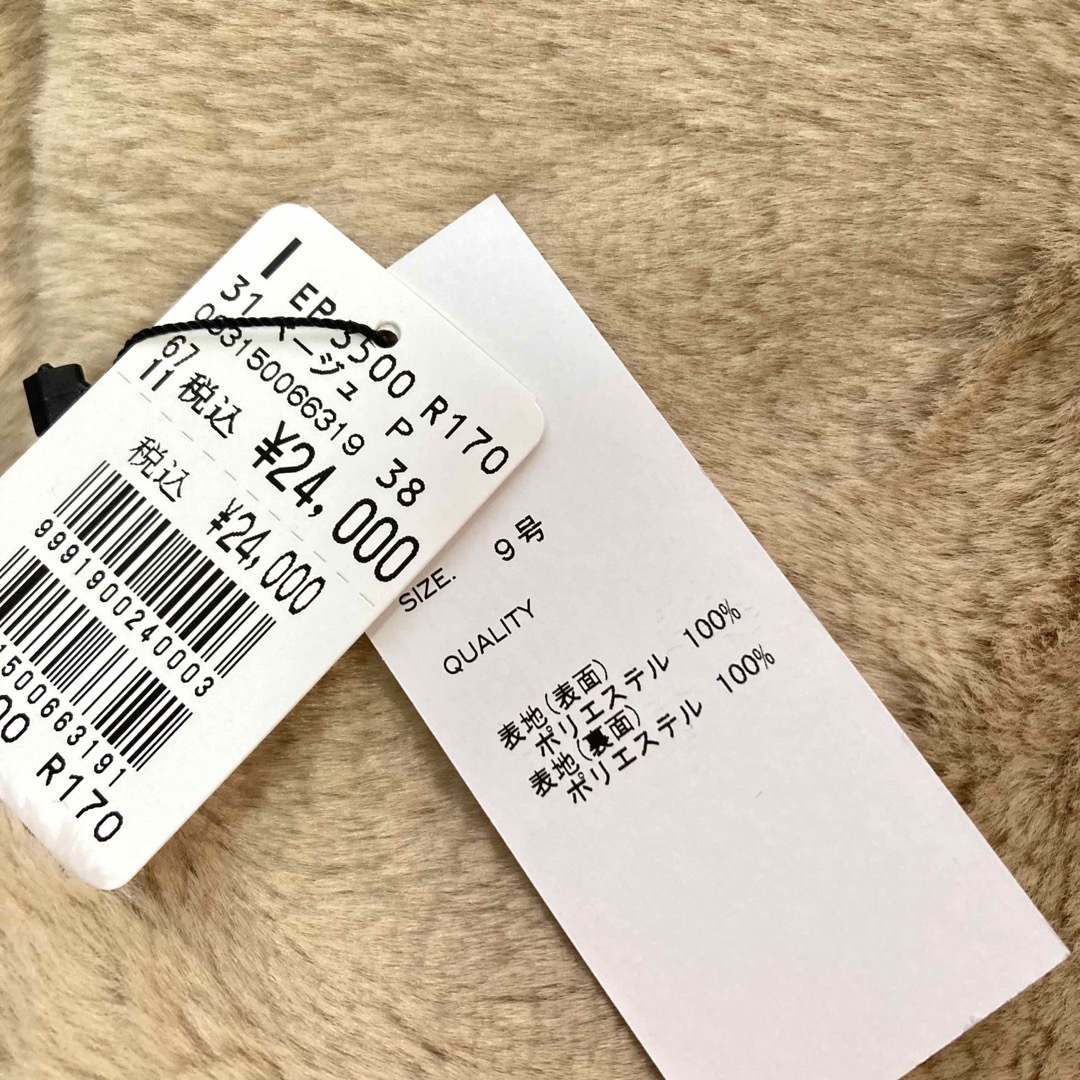 EP 3500 R170
31 ベージュ P 38
083150066319
67
11 税込 ¥24,000
税込 ¥24,000
9991900240003
1500663191
00 R170
SIZE. 9号
QUALITY
表地(表面)
ポリエステル 100%
表地(裏面)
ポリエステル 100%